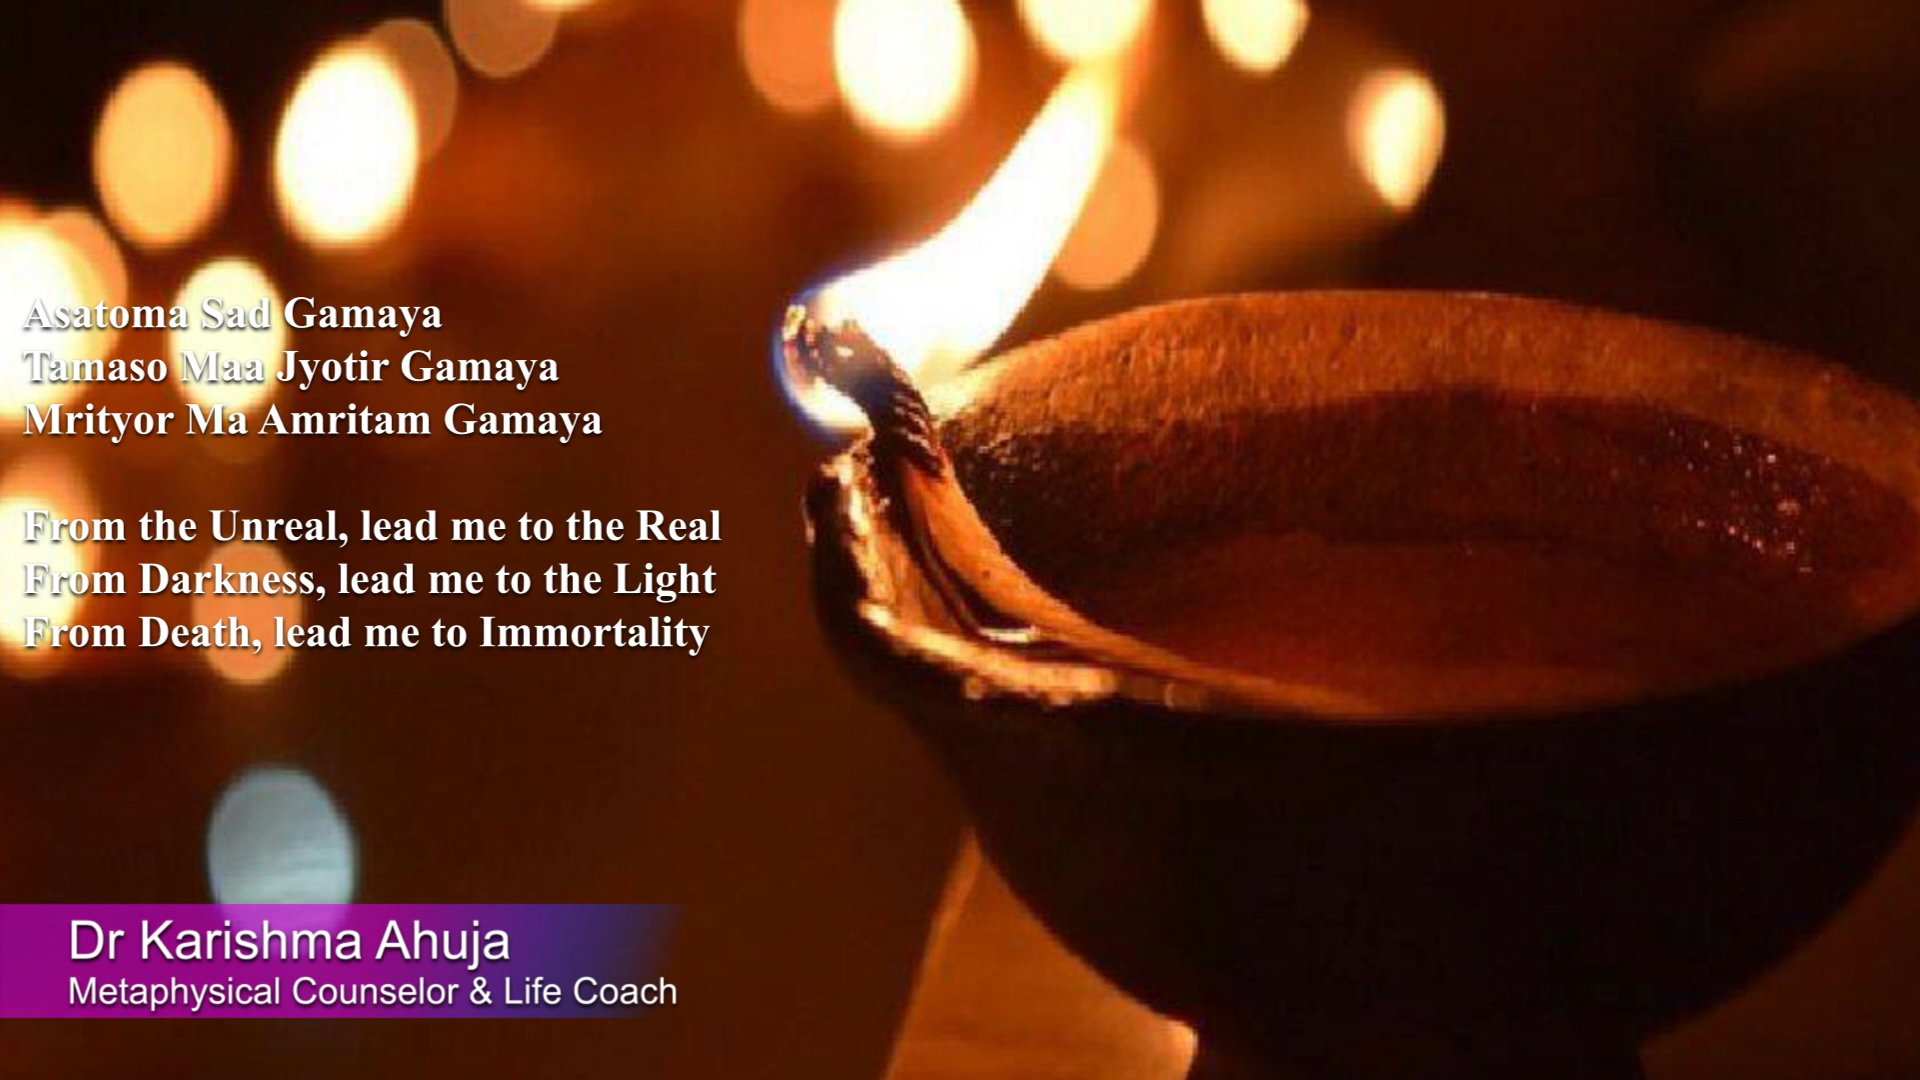 Asatoma Sad Gamaya
Tamaso Maa Jyotir Gamaya
Mrityor Ma Amritam Gamaya
From the Unreal, lead me to the Real
From Darkness, lead me to the Light
From Death, lead me to Immortality
Dr Karishma Ahuja
Metaphysical Counselor & Life Coach